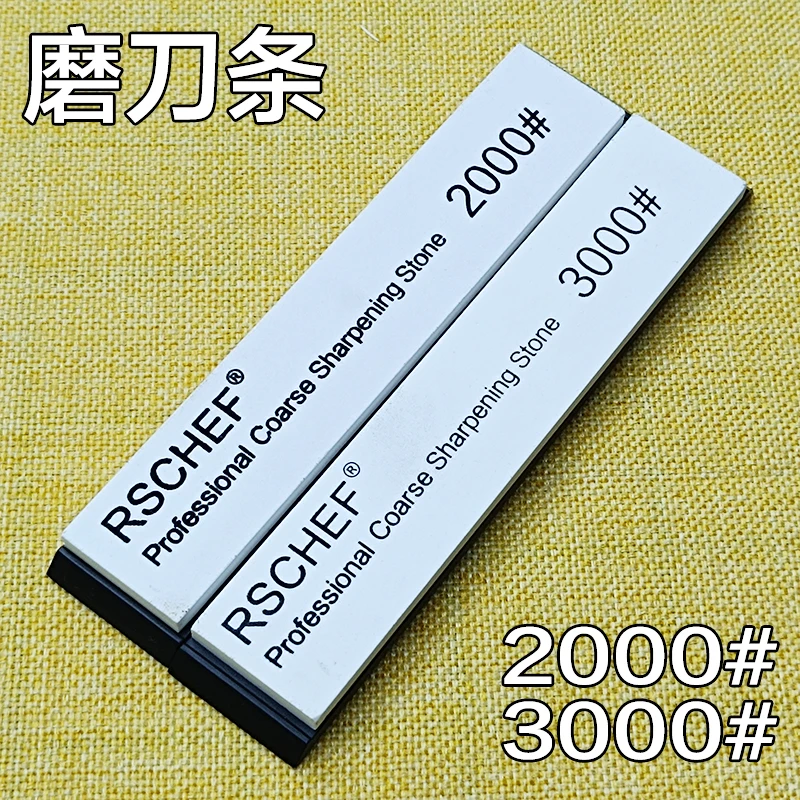 磨刀条
RSCHEF®
Professional Coarse Sharpening Stone 2000#
RSCHEF®
Professional Coarse Sharpening Stone 3000#
2000#
3000#